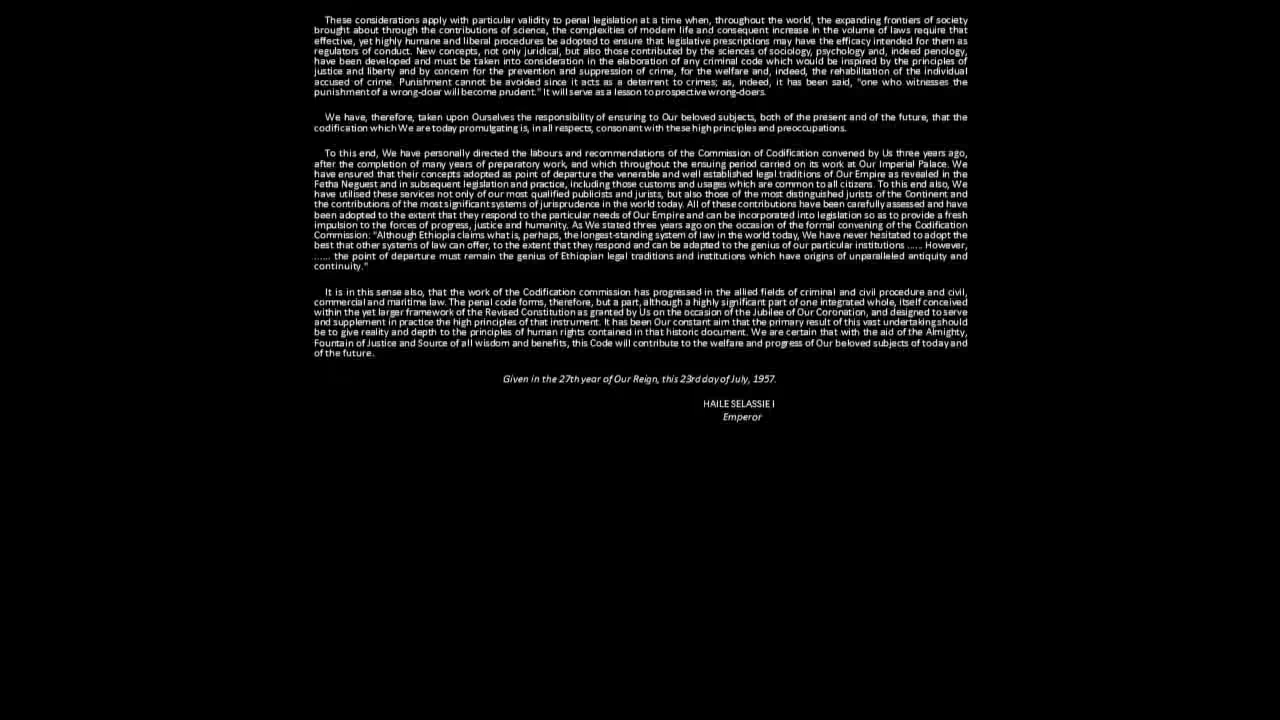 These considerations apply with particular validity to penal legislation at a time when, throughout the world, the expanding frontiers of society
brought about through the contributions of science, the complexities of modern life and consequent increase in the volume of laws require that
effective, yet highly humane and liberal procedures be adopted to ensure that legislative prescriptions may have the efficacy intended for them as
regulators of conduct. New concepts, not only juridical, but also those contributed by the sciences of sociology, psychology and, indeed penology,
have been developed and must be taken into consideration in the elaboration of any criminal code which would be inspired by the principles of
justice and liberty and by concern for the prevention and suppression of crime, for the welfare and, indeed, the rehabilitation of the individual
accused of crime. Punishment cannot be avoided since it acts as a deterrent to crimes; as, indeed, it has been said, "one who witnesses the
punishment of a wrong-doer will become prudent." It will serve as a lesson to prospective wrong-doers.
We have, therefore, taken upon Ourselves the responsibility of ensuring to Our beloved subjects, both of the present and of the future, that the
codification which We are today promulgating is, in all respects, consonant with these high principles and preoccupations.
To this end, We have personally directed the labours and recommendations of the Commission of Codification convened by Us three years ago,
after the completion of many years of preparatory work, and which throughout the ensuing period carried on its work at Our Imperial Palace. We
have ensured that their concepts adopted as point of departure the venerable and well established legal traditions of Our Empire as revealed in the
Fetha Neguest and in subsequent legislation and practice, including those customs and usages which are common to all citizens. To this end also, We
have utilised these services not only of our most qualified publicists and jurists, but also those of the most distinguished jurists of the Continent and
the contributions of the most significant systems of jurisprudence in the world today. All of these contributions have been carefully assessed and have
been adopted to the extent that they respond to the particular needs of Our Empire and can be incorporated into legislation so as to provide a fresh
impulsion to the forces of progress, justice and humanity. As We stated three years ago on the occasion of the formal convening of the Codification
Commission: "Although Ethiopia claims what is, perhaps, the longest-standing system of law in the world today, We have never hesitated to adopt the
best that other systems of law can offer, to the extent that they respond and can be adapted to the genius of our particular institutions ...... However,
...... the point of departure must remain the genius of Ethiopian legal traditions and institutions which have origins of unparalleled antiquity and
continuity."
It is in this sense also, that the work of the Codification commission has progressed in the allied fields of criminal and civil procedure and civil,
commercial and maritime law. The penal code forms, therefore, but a part, although a highly significant part of one integrated whole, itself conceived
within the yet larger framework of the Revised Constitution as granted by Us on the occasion of the Jubilee of Our Coronation, and designed to serve
and supplement in practice the high principles of that instrument. It has been Our constant aim that the primary result of this vast undertaking should
be to give reality and depth to the principles of human rights contained in that historic document. We are certain that with the aid of the Almighty,
Fountain of Justice and Source of all wisdom and benefits, this Code will contribute to the welfare and progress of Our beloved subjects of today and
of the future.
Given in the 27th year of Our Reign, this 23rd day of July, 1957.
HAILE SELASSIE I
Emperor